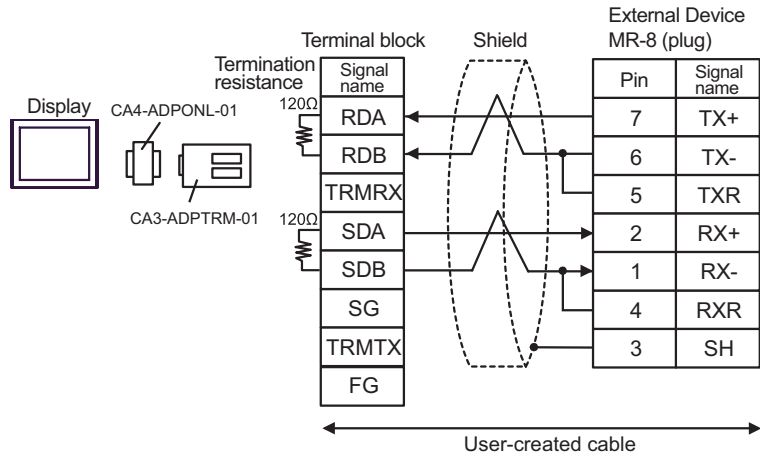 External Device
MR-8 (plug)
Terminal block
Shield
Termination
resistance
Signal
name
Pin
Signal
name
Display
CA4-ADPONL-01
120Ω
RDA
7
TX+
RDB
6
TX-
TRMRX
5
TXR
CA3-ADPTRM-01
120Ω
SDA
2
RX+
SDB
1
RX-
SG
4
RXR
TRMTX
3
SH
FG
User-created cable